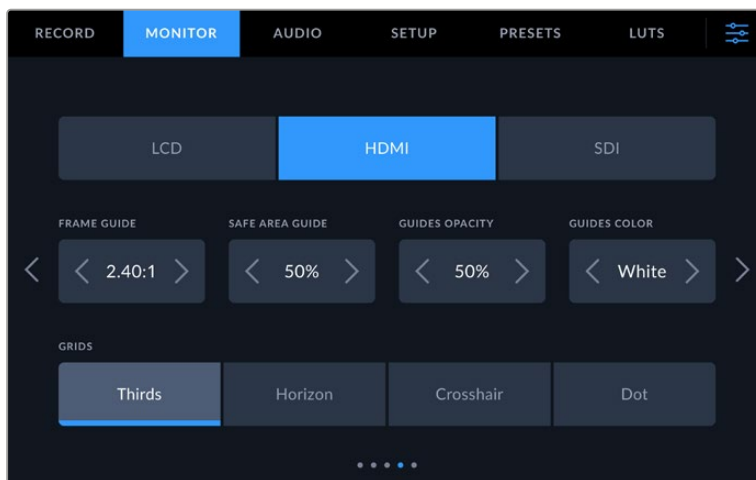 RECORD MONITOR AUDIO SETUP PRESETS LUTS
LCD HDMI SDI
FRAME GUIDE SAFE AREA GUIDE GUIDES OPACITY GUIDES COLOR
2.40:1 50% 50% White
GRIDS
Thirds Horizon Crosshair Dot